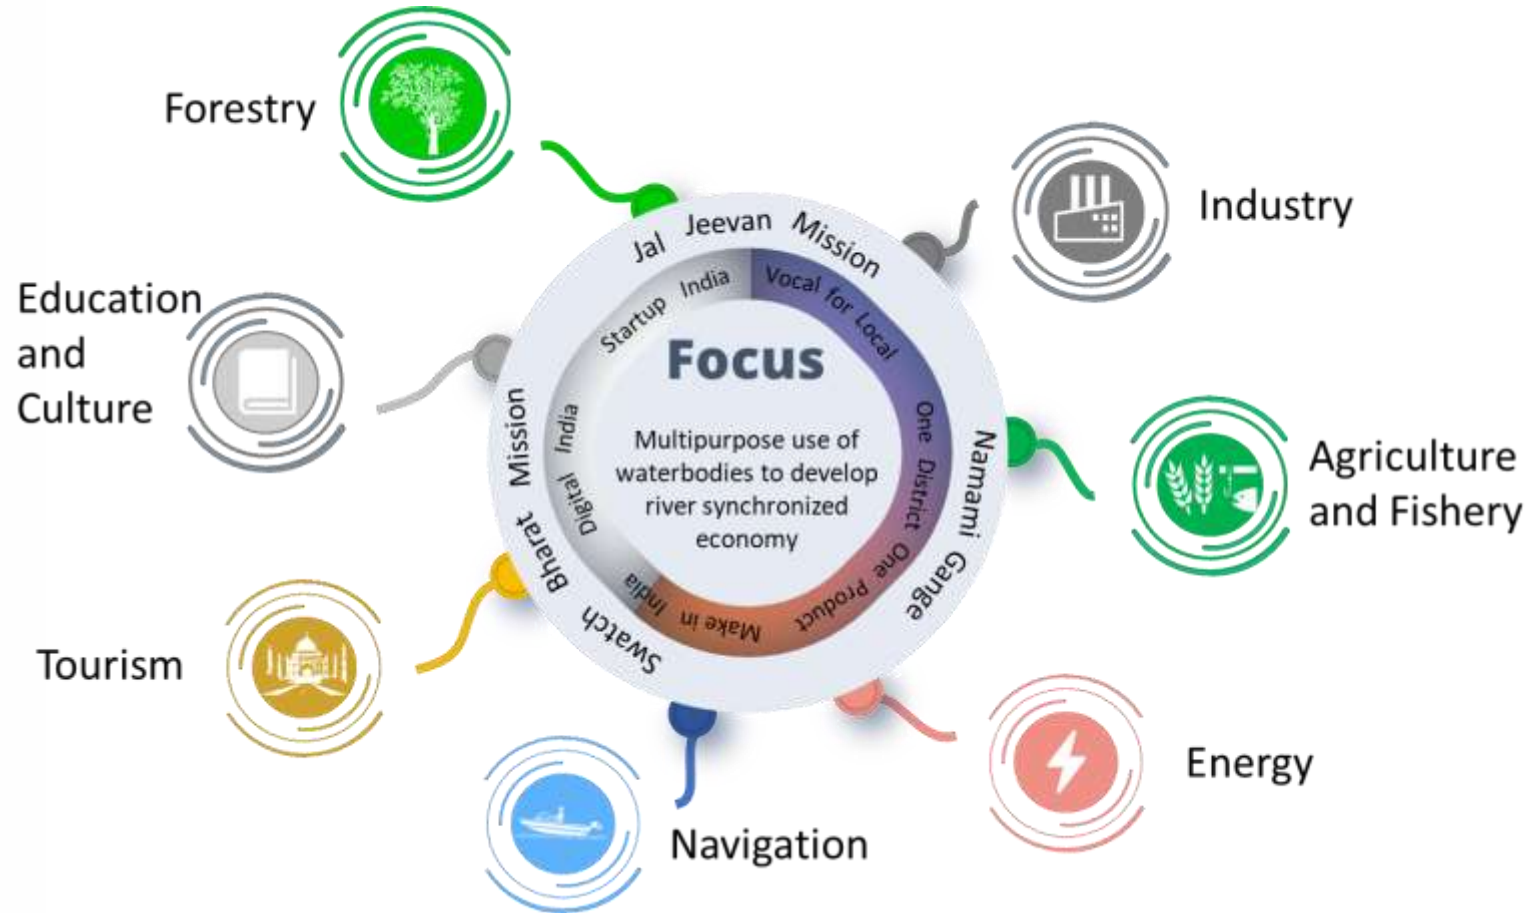 Forestry
Industry
Education
and
Culture
Agriculture
and Fishery
Tourism
Energy
Navigation
Jal Jeevan Mission
Namami Gange
Swatch Bharat Mission
Startup India
Vocal for Local
One District One Product
Make in India
Digital India
Focus
Multipurpose use of
waterbodies to develop
river synchronized
economy